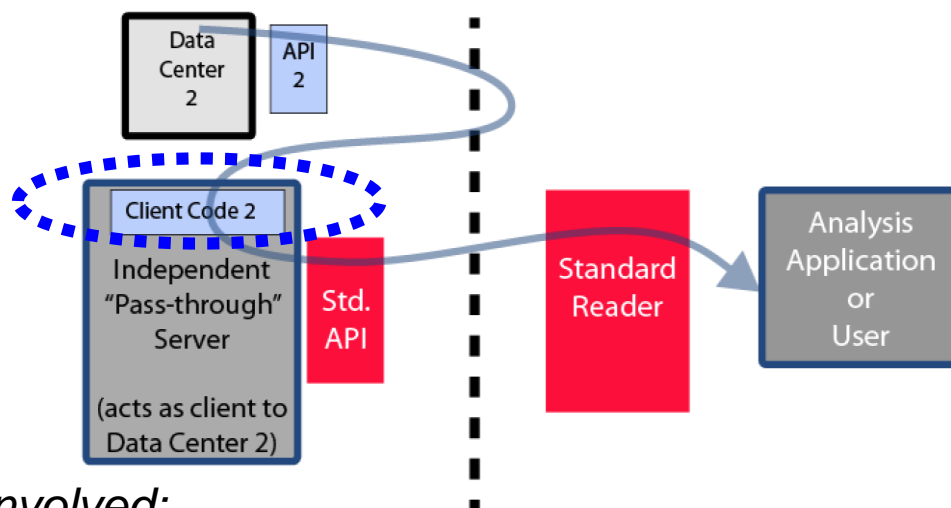 Data
Center
2
API
2
Client Code 2
Independent
“Pass-through”
Server
(acts as client to
Data Center 2)
Std.
API
Standard
Reader
Analysis
Application
or
User
nvolved: